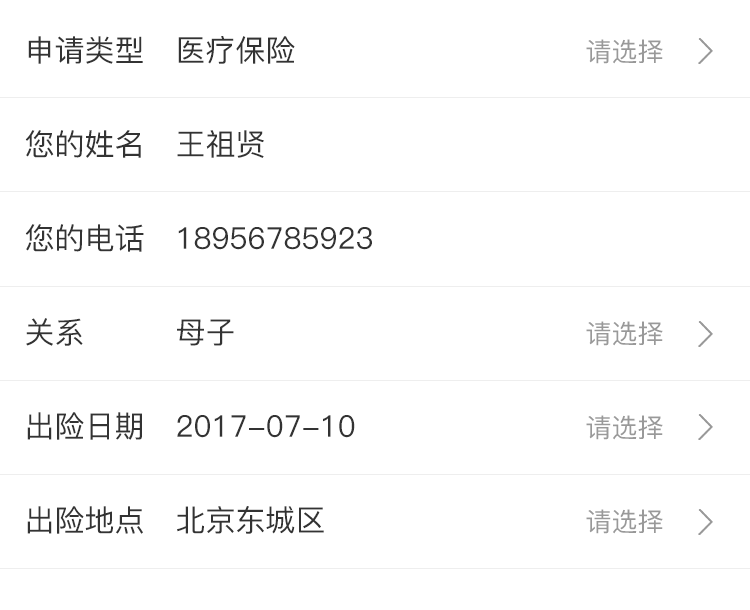 申请类型 医疗保险 请选择
您的姓名 王祖贤
您的电话 18956785923
关系 母子 请选择
出险日期 2017-07-10 请选择
出险地点 北京东城区 请选择